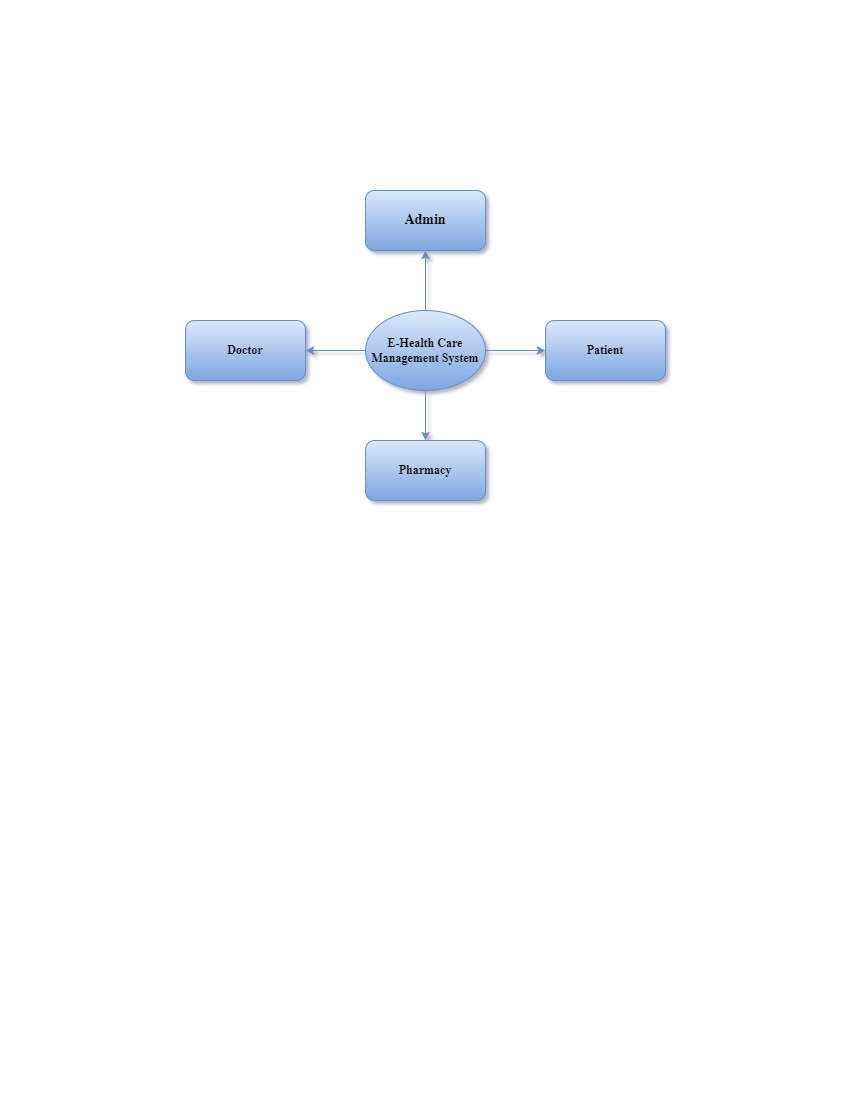 Admin
Doctor
E-Health Care
Management System
Patient
Pharmacy